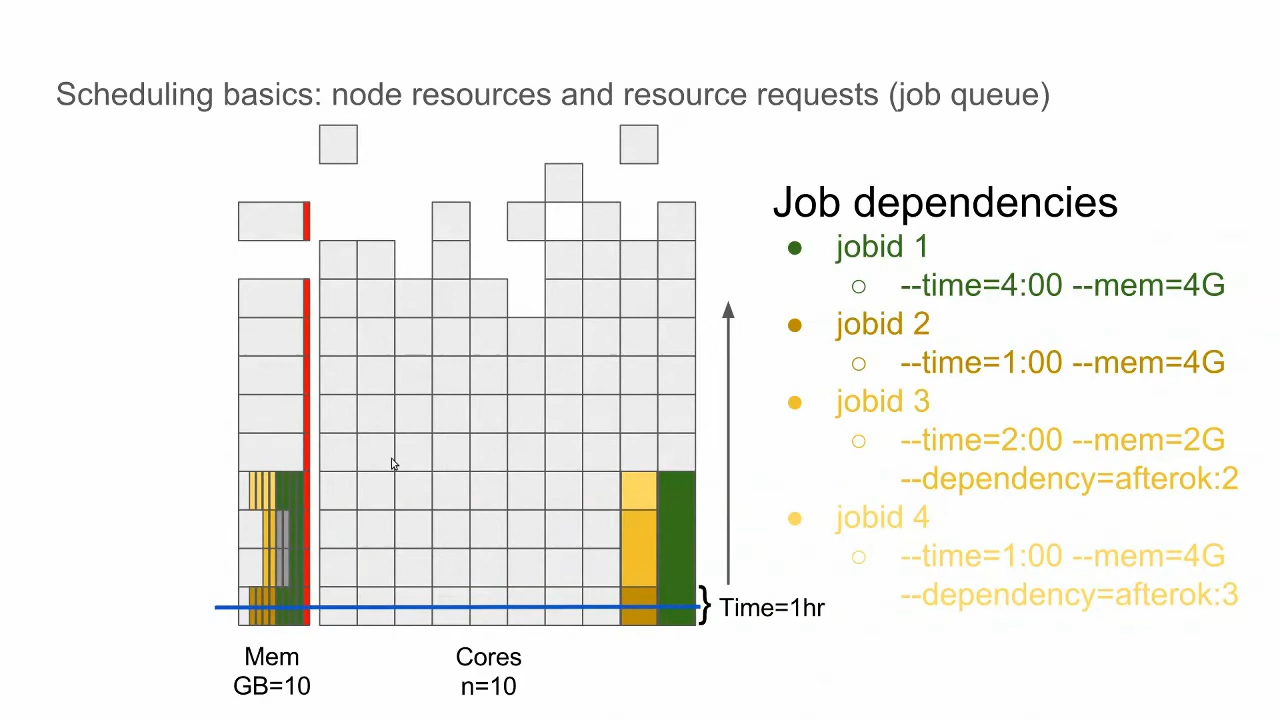 Scheduling basics: node resources and resource requests (job queue)
Job dependencies
● jobid 1
○ --time=4:00 --mem=4G
● jobid 2
○ --time=1:00 --mem=4G
● jobid 3
○ --time=2:00 --mem=2G
--dependency=afterok:2
● jobid 4
○ --time=1:00 --mem=4G
--dependency=afterok:3
} Time=1hr
Mem
GB=10
Cores
n=10